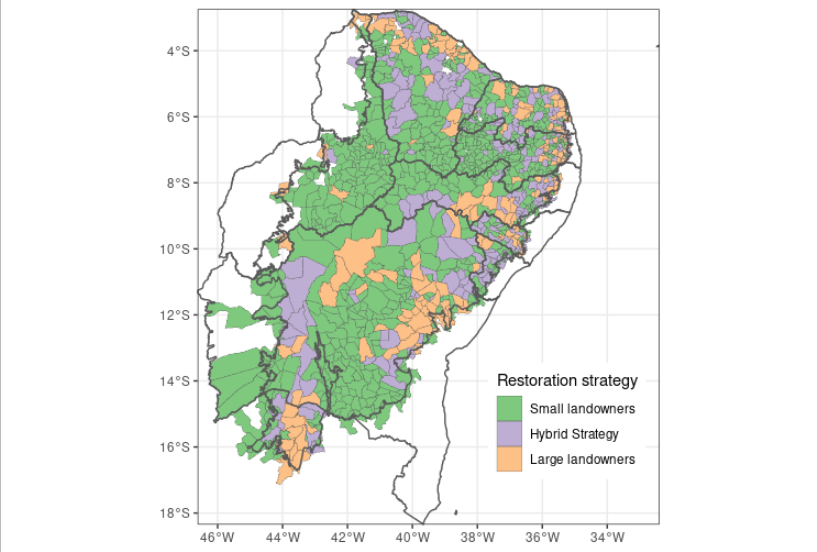 4°S
6°S
8°S
10°S
12°S
14°S
16°S
18°S
Restoration strategy
Small landowners
Hybrid Strategy
Large landowners
46°W 44°W 42°W 40°W 38°W 36°W 34°W